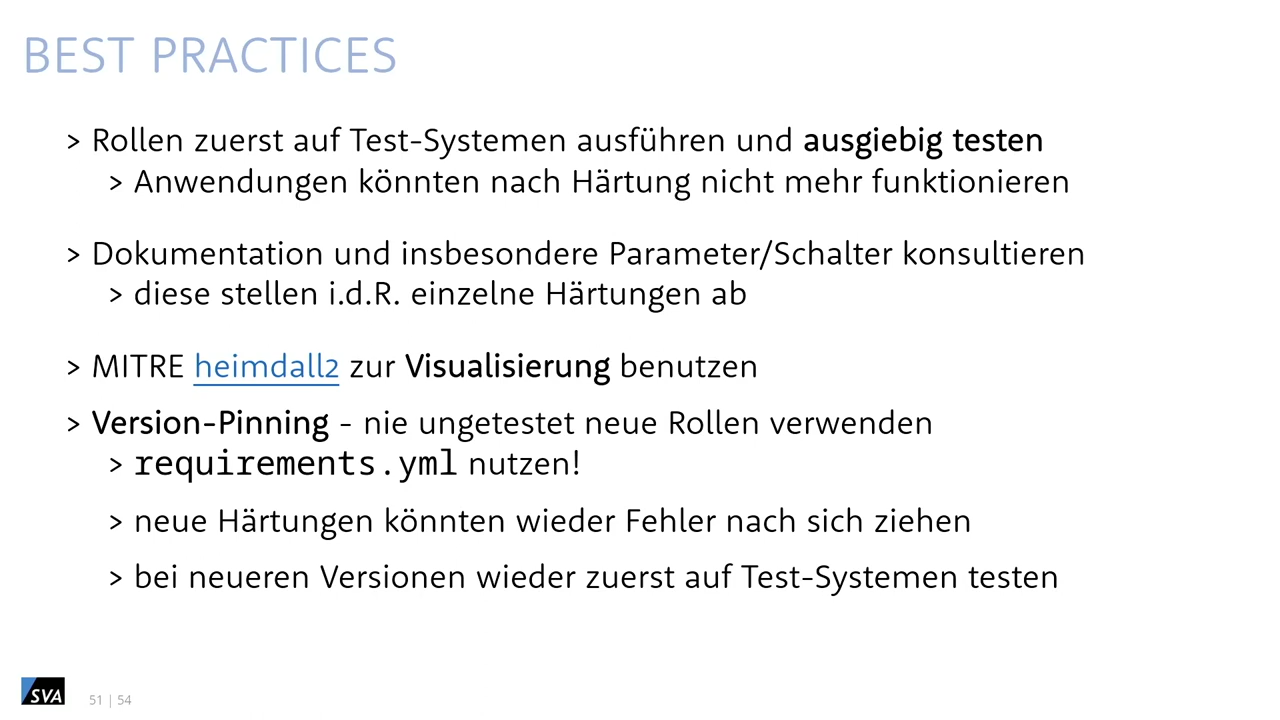 BEST PRACTICES
> Rollen zuerst auf Test-Systemen ausführen und ausgiebig testen
> Anwendungen könnten nach Härtung nicht mehr funktionieren
> Dokumentation und insbesondere Parameter/Schalter konsultieren
> diese stellen i.d.R. einzelne Härtungen ab
> MITRE heimdall2 zur Visualisierung benutzen
> Version-Pinning - nie ungetestet neue Rollen verwenden
> requirements.yml nutzen!
> neue Härtungen könnten wieder Fehler nach sich ziehen
> bei neueren Versionen wieder zuerst auf Test-Systemen testen
SVA
51 | 54